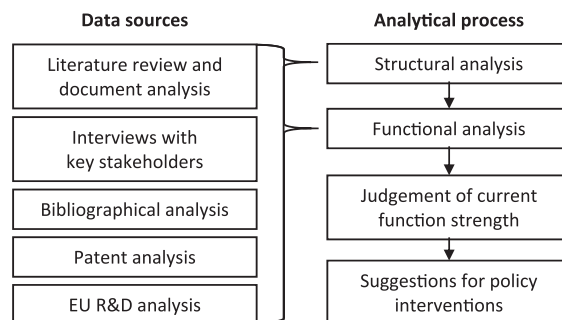 Data sources
Literature review and
document analysis
Interviews with
key stakeholders
Bibliographical analysis
Patent analysis
EU R&D analysis
Analytical process
Structural analysis
Functional analysis
Judgement of current
function strength
Suggestions for policy
interventions